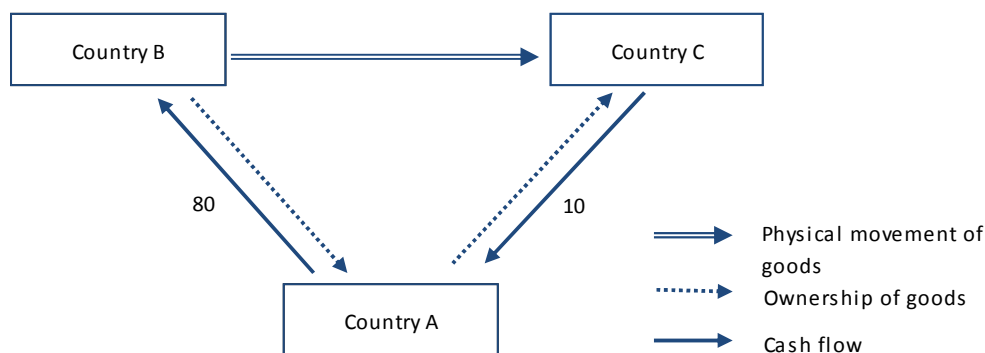 Country B
Country C
80
10
Physical movement of
goods
Ownership of goods
Country A
Cash flow